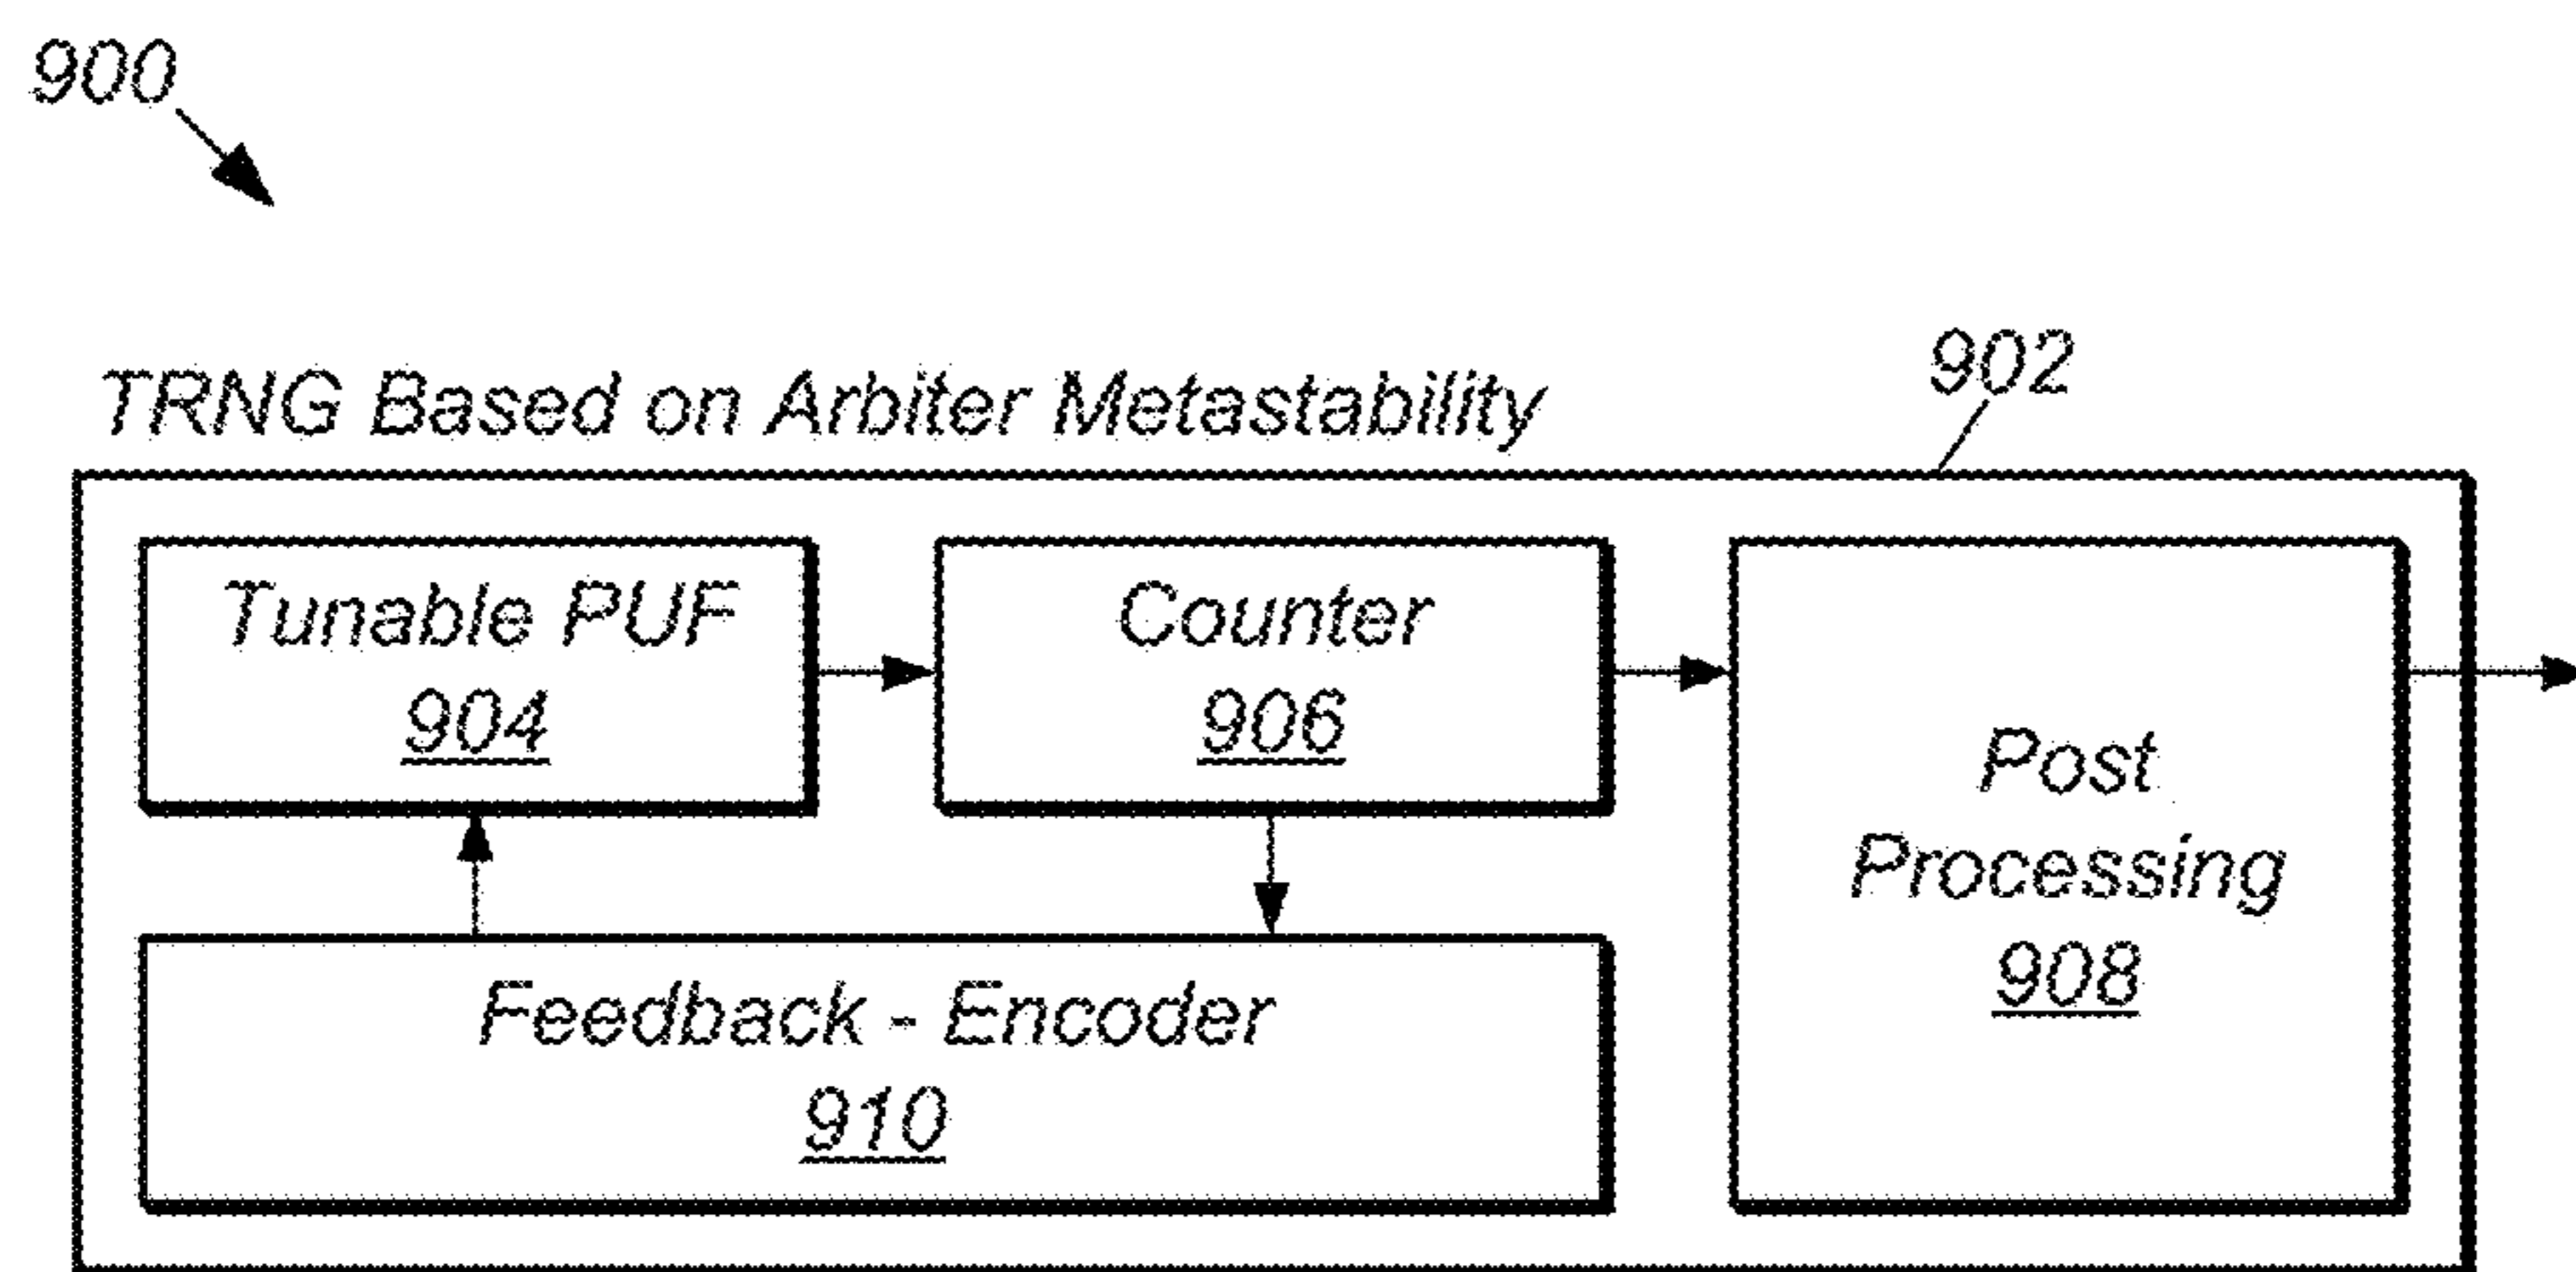 900
902
TRNG Based on Arbiter Metastability
Tunable PUF
904
Counter
906
Post
Processing
908
Feedback - Encoder
910